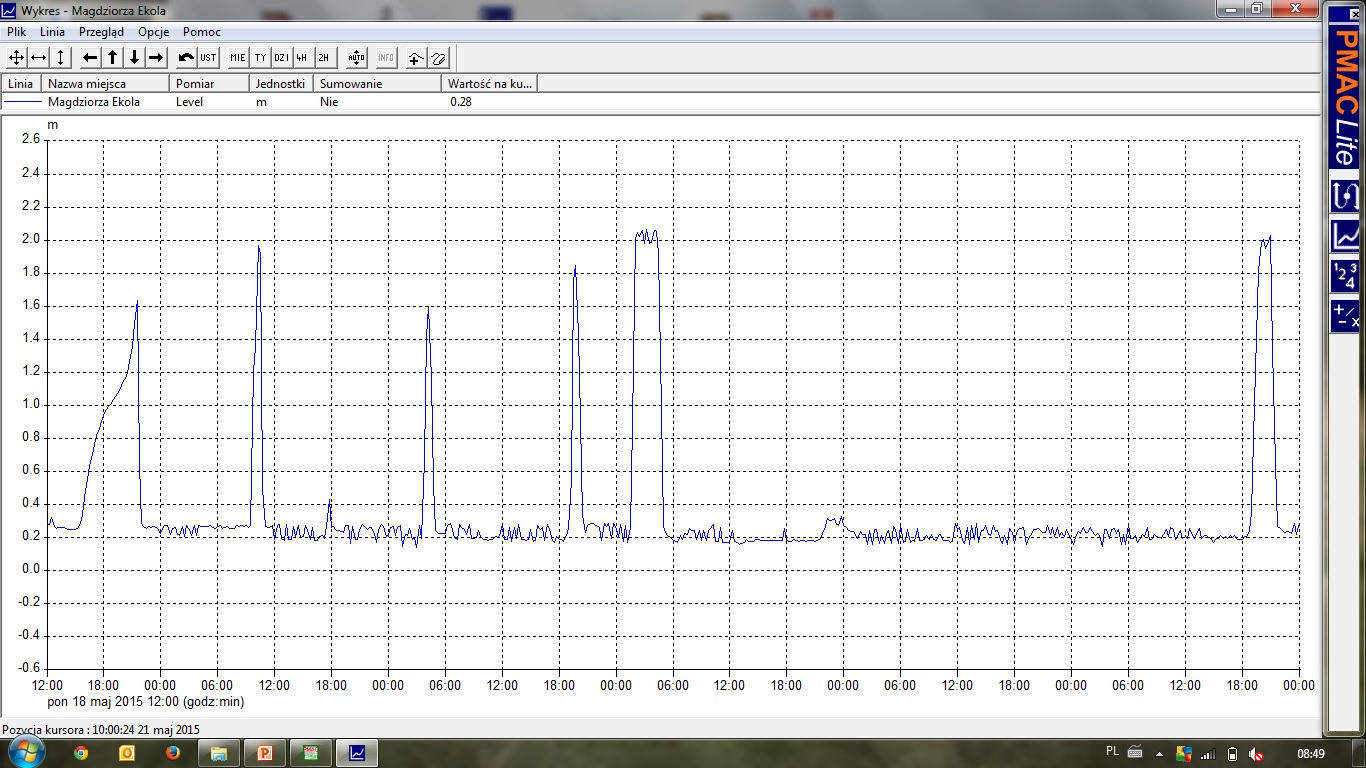 Wykres - Magdziorza Ekola
Plik Linia Przegląd Opcje Pomoc
UST MIE TY DZI 4H 2H AUTO INFO
Linia Nazwa miejsca Pomiar Jednostki Sumowanie Wartość na ku...
Magdziorza Ekola Level m Nie 0.28
m
2.6
2.4
2.2
2.0
1.8
1.6
1.4
1.2
1.0
0.8
0.6
0.4
0.2
0.0
-0.2
-0.4
-0.6
12:00 18:00 00:00 06:00 12:00 18:00 00:00 06:00 12:00 18:00 00:00 06:00 12:00 18:00 00:00 06:00 12:00 18:00 00:00 06:00 12:00 18:00 00:00
pon 18 maj 2015 12:00 (godz:min)
Pozycja kursora : 10:00:24 21 maj 2015
PMAC Lite
1 2 3 4
+ / - x
PL 08:49